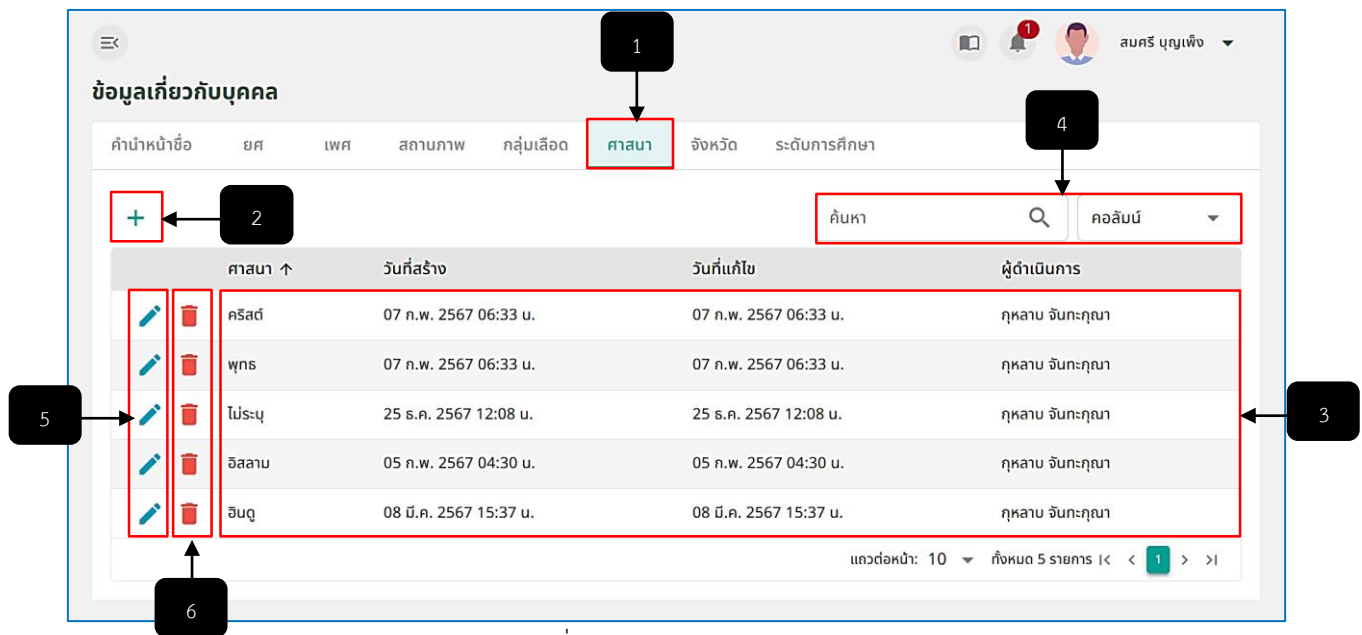 1
1
สมศรี บุญเพ็ง
ข้อมูลเกี่ยวกับบุคคล
4
คำนำหน้าชื่อ ยศ เพศ สถานภาพ กลุ่มเลือด ศาสนา จังหวัด ระดับการศึกษา
+ 2 ค้นหา คอลัมน์
ศาสนา ↑ วันที่สร้าง วันที่แก้ไข ผู้ดำเนินการ
คริสต์ 07 ก.พ. 2567 06:33 น. 07 ก.พ. 2567 06:33 น. กุหลาบ จันทะกุณา
พุทธ 07 ก.พ. 2567 06:33 น. 07 ก.พ. 2567 06:33 น. กุหลาบ จันทะกุณา
5 ไม่ระบุ 25 ธ.ค. 2567 12:08 น. 25 ธ.ค. 2567 12:08 น. กุหลาบ จันทะกุณา 3
อิสลาม 05 ก.พ. 2567 04:30 น. 05 ก.พ. 2567 04:30 น. กุหลาบ จันทะกุณา
ฮินดู 08 มี.ค. 2567 15:37 น. 08 มี.ค. 2567 15:37 น. กุหลาบ จันทะกุณา
แถวต่อหน้า: 10 ทั้งหมด 5 รายการ |< < 1 > >|
6